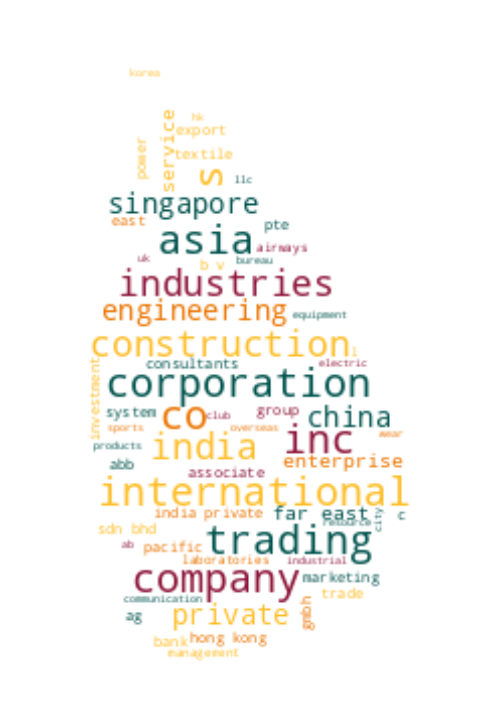 korea
hk
export
service
power
textile
s
llc
singapore
east
pte
asia
airways
uk
b v
bureau
industries
engineering
equipment
construction
l
consultants
electric
investment
corporation
system
co
club
group
china
sports
overseas
inc
wear
products
india
abb
associate
enterprise
international
india private
far east
c
city
resource
sdn bhd
trading
ab
pacific
laboratories
industrial
company
marketing
communication
trade
ag
private
gmbh
bank
hong kong
management